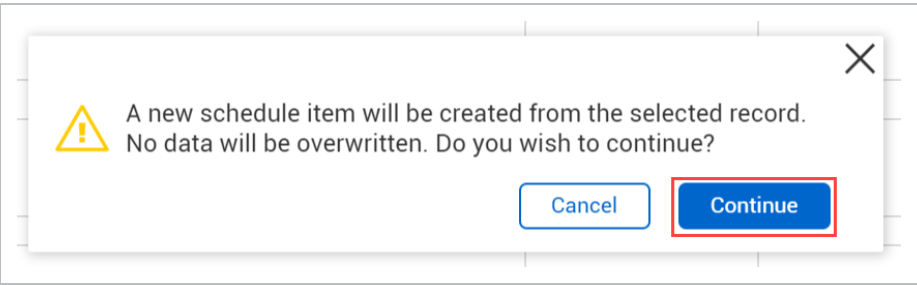 A new schedule item will be created from the selected record.
No data will be overwritten. Do you wish to continue?
Cancel
Continue